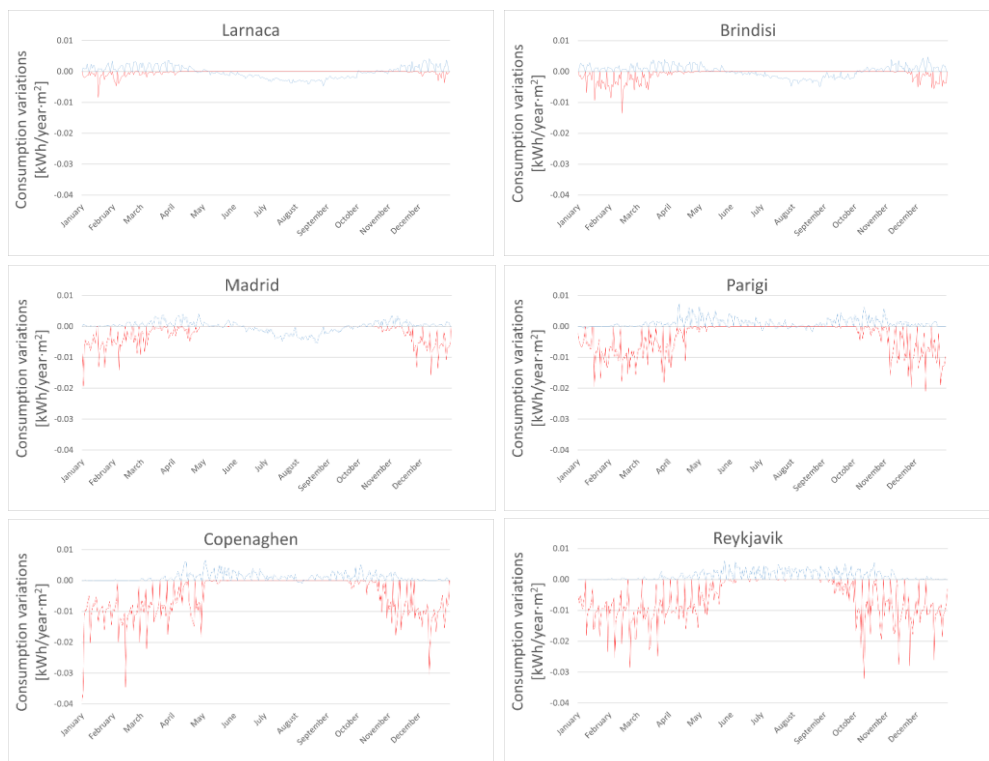 Larnaca
Consumption variations
[kWh/year·m²]
0.01
0.00
-0.01
-0.02
-0.03
-0.04
January
February
March
April
May
June
July
August
September
October
November
December
Brindisi
Consumption variations
[kWh/year·m²]
0.01
0.00
-0.01
-0.02
-0.03
-0.04
January
February
March
April
May
June
July
August
September
October
November
December
Madrid
Consumption variations
[kWh/year·m²]
0.01
0.00
-0.01
-0.02
-0.03
-0.04
January
February
March
April
May
June
July
August
September
October
November
December
Parigi
Consumption variations
[kWh/year·m²]
0.01
0.00
-0.01
-0.02
-0.03
-0.04
January
February
March
April
May
June
July
August
September
October
November
December
Copenaghen
Consumption variations
[kWh/year·m²]
0.01
0.00
-0.01
-0.02
-0.03
-0.04
January
February
March
April
May
June
July
August
September
October
November
December
Reykjavik
Consumption variations
[kWh/year·m²]
0.01
0.00
-0.01
-0.02
-0.03
-0.04
January
February
March
April
May
June
July
August
September
October
November
December